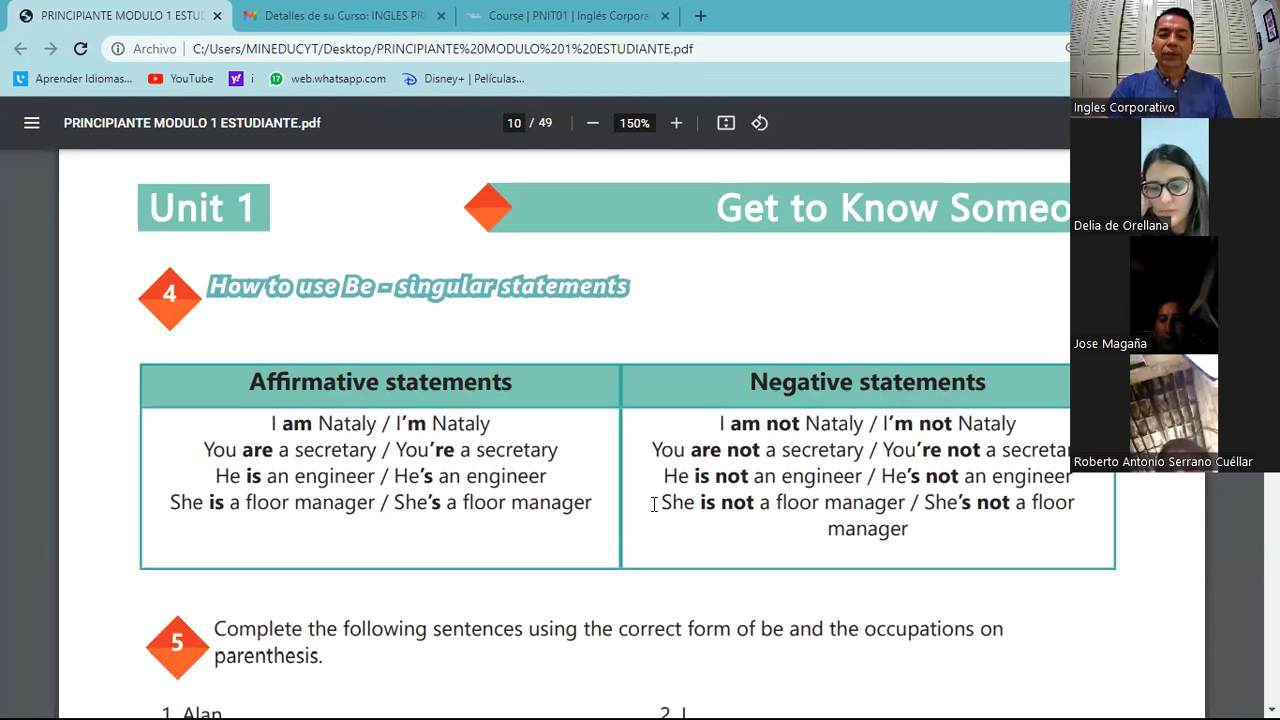 PRINCIPIANTE MODULO 1 ESTU
Detalles de su Curso: INGLES PR
Course | PNIT01 | Inglés Corpora
Archivo
C:/Users/MINEDUCYT/Desktop/PRINCIPIANTE%20MODULO%201%20ESTUDIANTE.pdf
Aprender Idiomas...
YouTube
i
web.whatsapp.com
Disney+ | Películas...
PRINCIPIANTE MODULO 1 ESTUDIANTE.pdf
10 / 49
150%
Unit 1
Get to Know Someo
4
How to use Be - singular statements
Affirmative statements
I am Nataly / I'm Nataly
You are a secretary / You're a secretary
He is an engineer / He's an engineer
She is a floor manager / She's a floor manager
Negative statements
I am not Nataly / I'm not Nataly
You are not a secretary / You're not a secretar
He is not an engineer / He's not an engineer
She is not a floor manager / She's not a floor
manager
5
Complete the following sentences using the correct form of be and the occupations on
parenthesis.
1. Alan
2. I
Ingles Corporativo
Delia de Orellana
Jose Magaña
Roberto Antonio Serrano Cuéllar